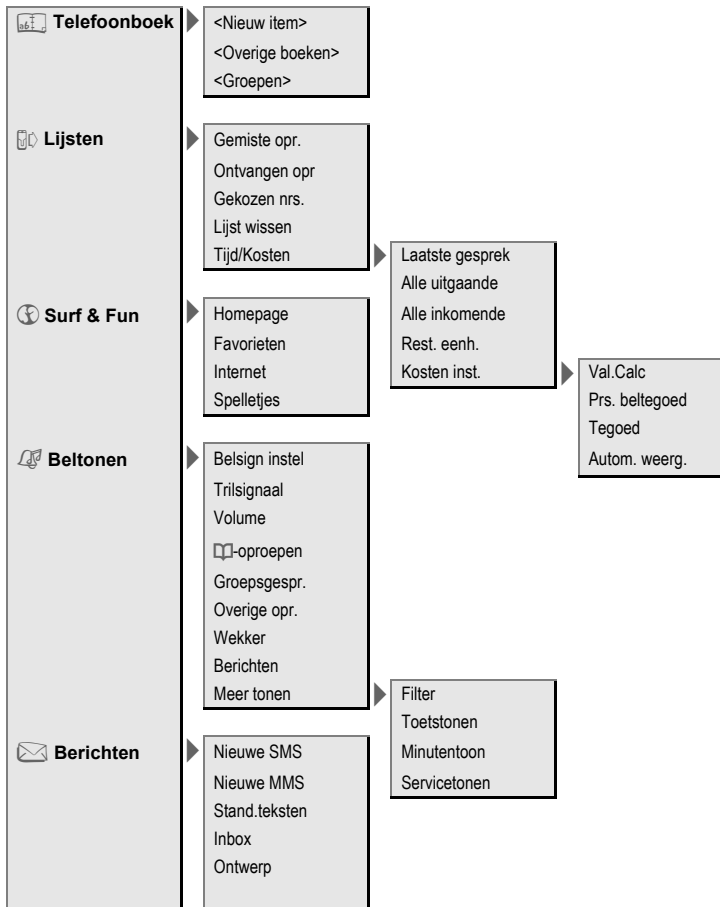 Telefoonboek
<Nieuw item>
<Overige boeken>
<Groepen>
Lijsten
Gemiste opr.
Ontvangen opr
Gekozen nrs.
Lijst wissen
Tijd/Kosten
Laatste gesprek
Alle uitgaande
Alle inkomende
Rest. eenh.
Kosten inst.
Val.Calc
Prs. beltegoed
Tegoed
Autom. weerg.
Surf & Fun
Homepage
Favorieten
Internet
Spelletjes
Beltonen
Belsign instel
Trilsignaal
Volume
-oproepen
Groepsgespr.
Overige opr.
Wekker
Berichten
Meer tonen
Filter
Toetstonen
Minutentoon
Servicetonen
Berichten
Nieuwe SMS
Nieuwe MMS
Stand.teksten
Inbox
Ontwerp